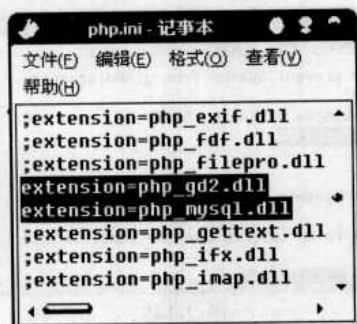 php.ini - 记事本
文件(F) 编辑(E) 格式(O) 查看(V)
帮助(H)
;extension=php_exif.dll
;extension=php_fdf.dll
;extension=php_filepro.dll
extension=php_gd2.dll
extension=php_mysql.dll
;extension=php_gettext.dll
;extension=php_ifx.dll
;extension=php_imap.dll